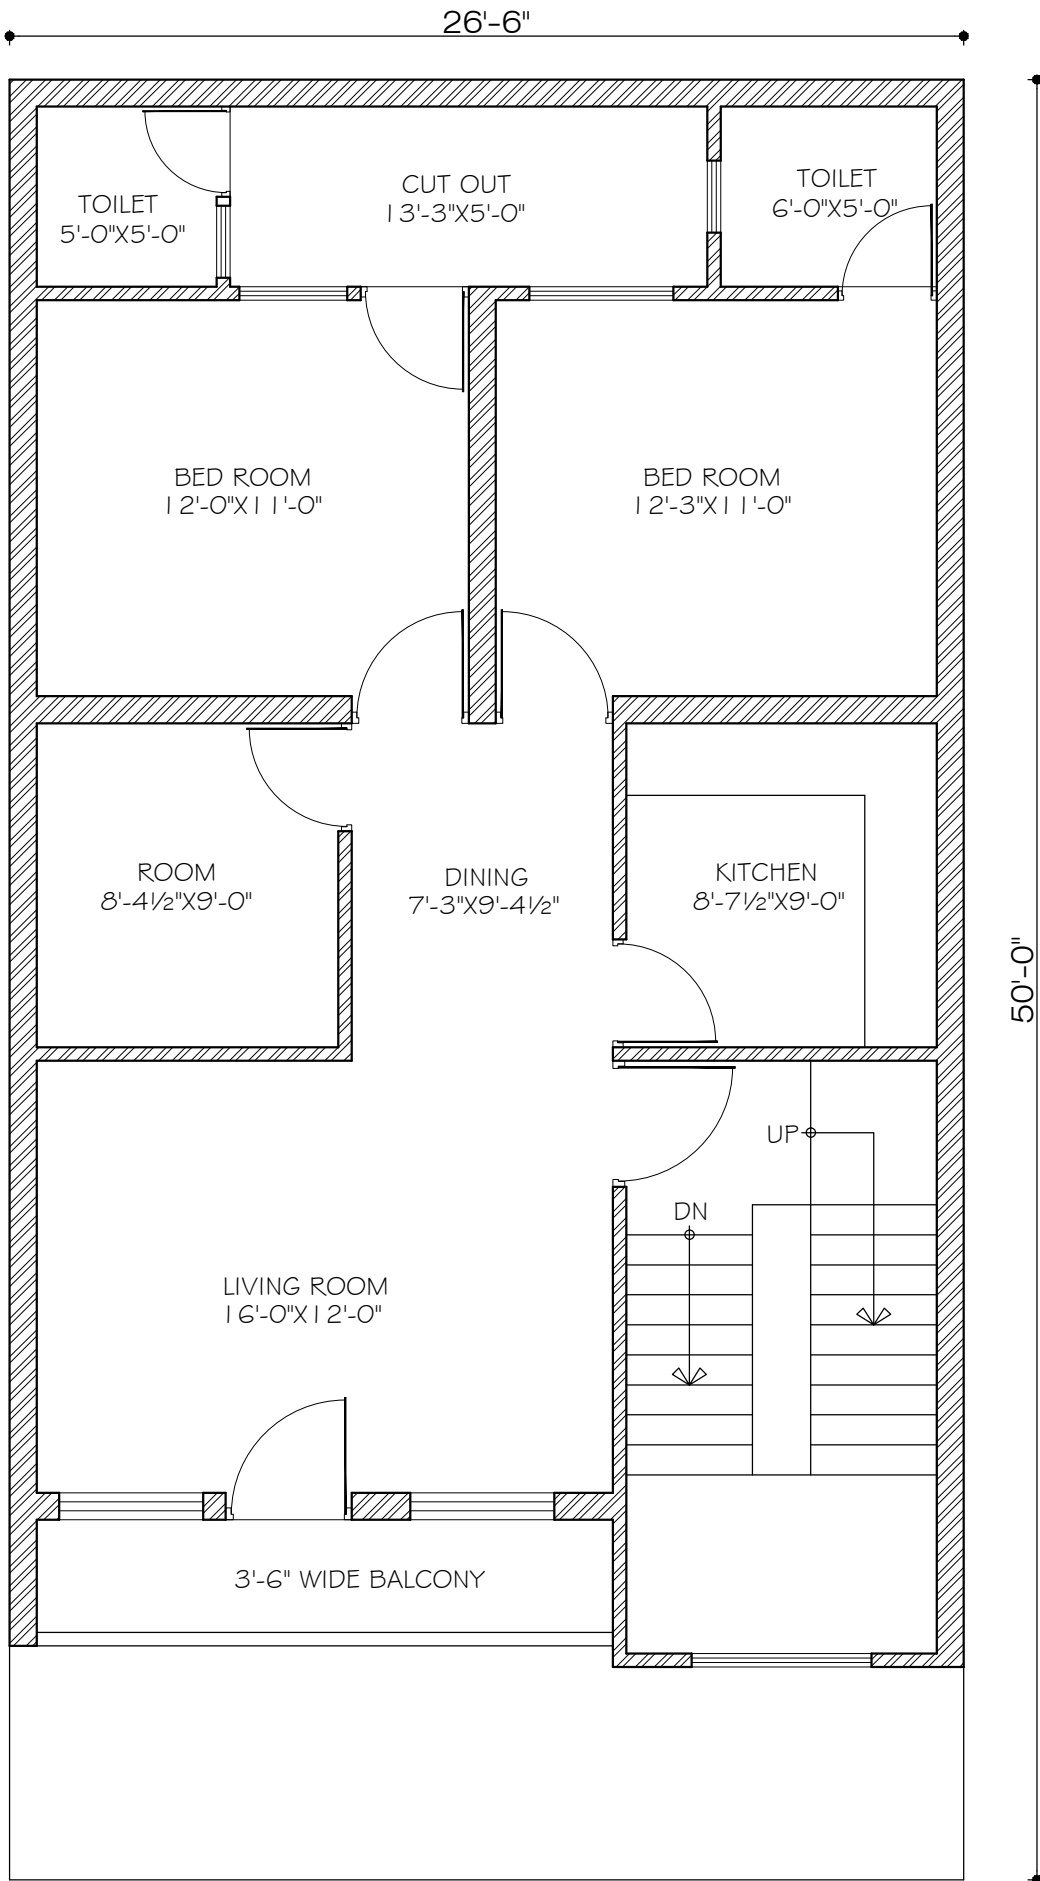 26'-6"
TOILET
5'-0"X5'-0"
CUT OUT
13'-3"X5'-0"
TOILET
6'-0"X5'-0"
BED ROOM
12'-0"X11'-0"
BED ROOM
12'-3"X11'-0"
ROOM
8'-4½"X9'-0"
DINING
7'-3"X9'-4½"
KITCHEN
8'-7½"X9'-0"
50'-0"
UP
DN
LIVING ROOM
16'-0"X12'-0"
3'-6" WIDE BALCONY